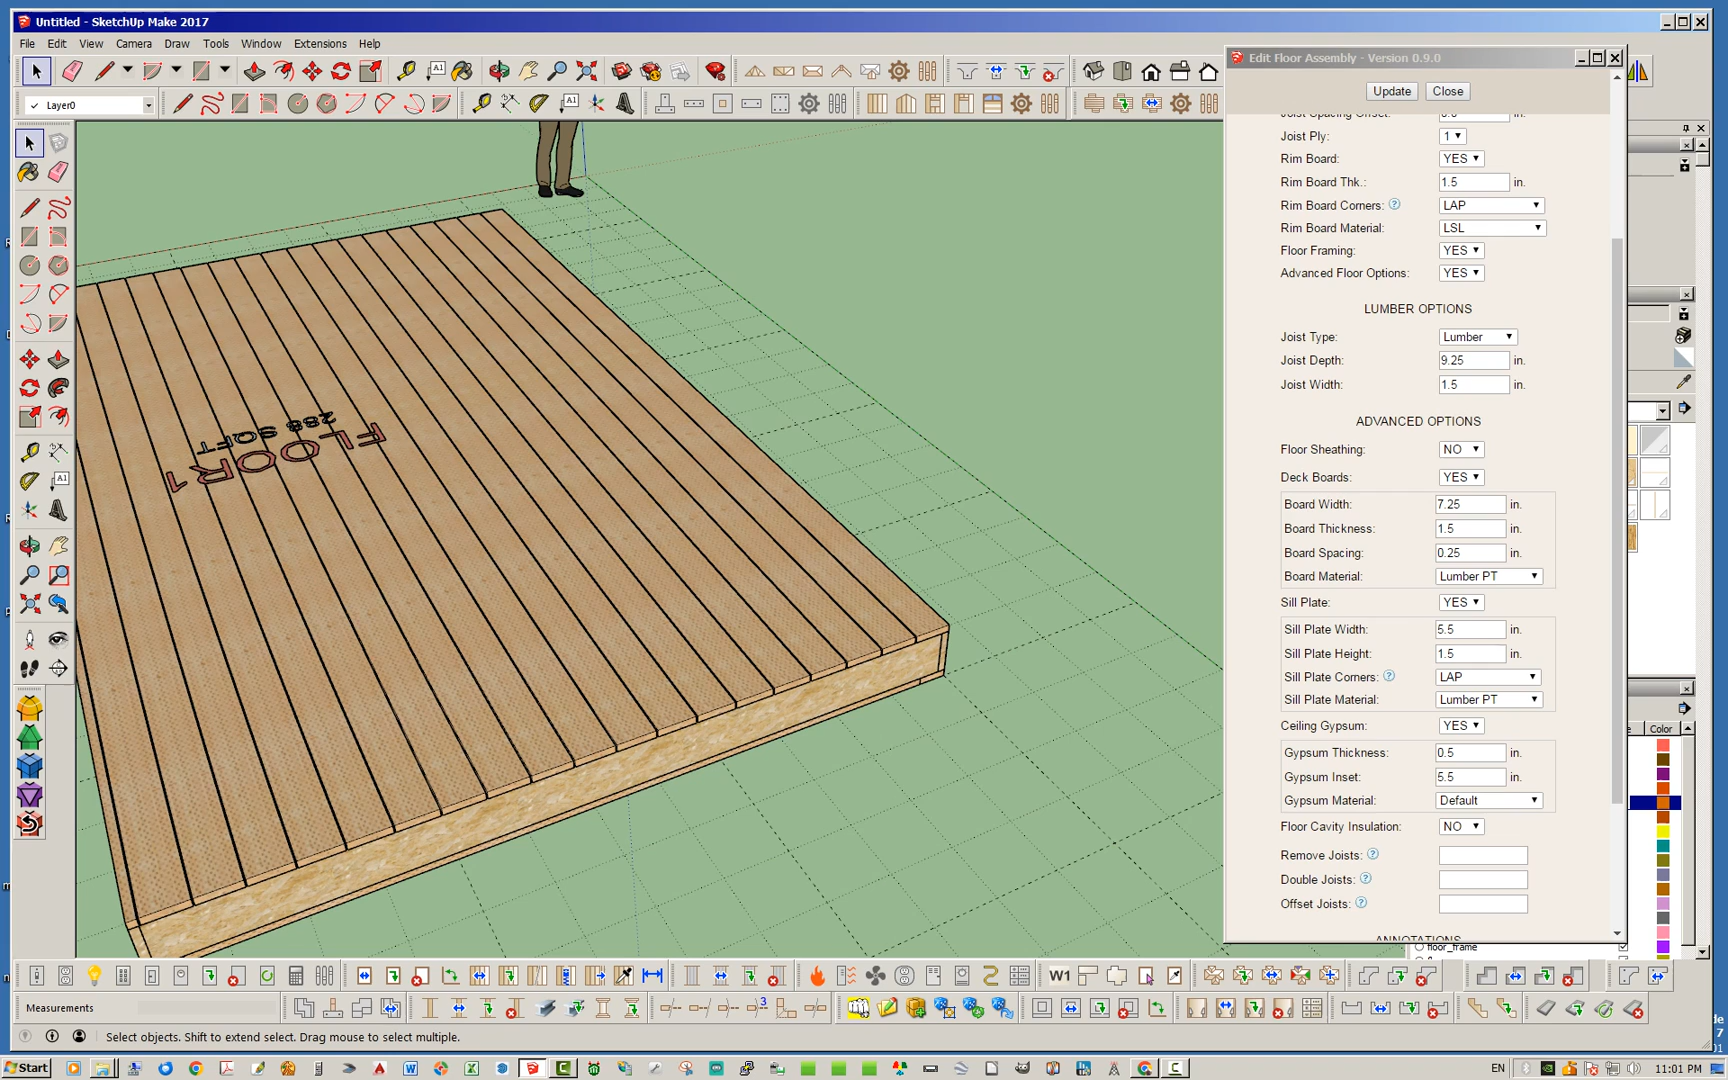 Untitled - SketchUp Make 2017
File Edit View Camera Draw Tools Window Extensions Help
Layer0
Edit Floor Assembly - Version 0.9.0
Update Close
Joist Spacing Offset: in.
Joist Ply: 1
Rim Board: YES
Rim Board Thk.: 1.5 in.
Rim Board Corners: ? LAP
Rim Board Material: LSL
Floor Framing: YES
Advanced Floor Options: YES
LUMBER OPTIONS
Joist Type: Lumber
Joist Depth: 9.25 in.
Joist Width: 1.5 in.
ADVANCED OPTIONS
Floor Sheathing: NO
Deck Boards: YES
Board Width: 7.25 in.
Board Thickness: 1.5 in.
Board Spacing: 0.25 in.
Board Material: Lumber PT
Sill Plate: YES
Sill Plate Width: 5.5 in.
Sill Plate Height: 1.5 in.
Sill Plate Corners: ? LAP
Sill Plate Material: Lumber PT
Ceiling Gypsum: YES
Gypsum Thickness: 0.5 in.
Gypsum Inset: 5.5 in.
Gypsum Material: Default
Floor Cavity Insulation: NO
Remove Joists: ?
Double Joists: ?
Offset Joists: ?
ANNOTATIONS
Color
floor_frame
FLOOR1
288 SQFT
W1
3
Measurements
Select objects. Shift to extend select. Drag mouse to select multiple.
Start
EN
11:01 PM